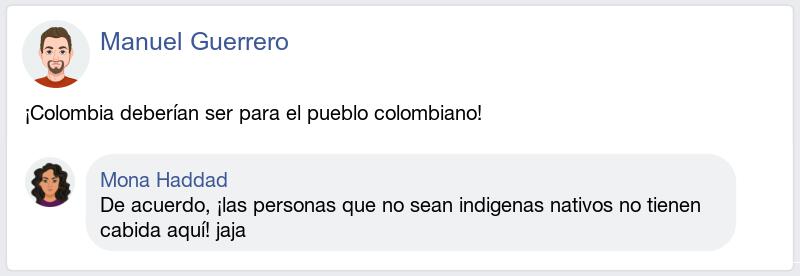 Manuel Guerrero
¡Colombia deberían ser para el pueblo colombiano!
Mona Haddad
De acuerdo, ¡las personas que no sean indigenas nativos no tienen
cabida aquí! jaja